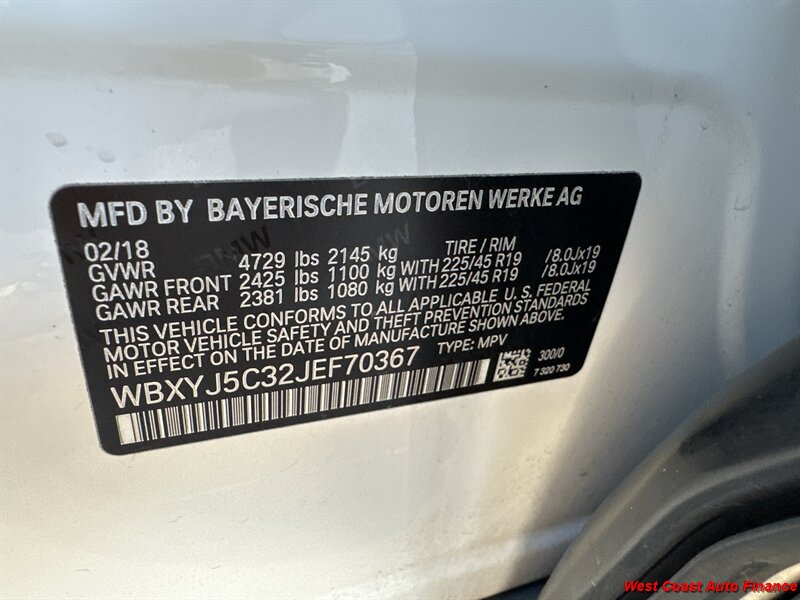 MFD BY BAYERISCHE MOTOREN WERKE AG
02/18 TIRE / RIM
GVWR 4729 lbs 2145 kg
GAWR FRONT 2425 lbs 1100 kg WITH 225/45 R19 /8.0Jx19
GAWR REAR 2381 lbs 1080 kg WITH 225/45 R19 /8.0Jx19
THIS VEHICLE CONFORMS TO ALL APPLICABLE U.S. FEDERAL
MOTOR VEHICLE SAFETY AND THEFT PREVENTION STANDARDS
IN EFFECT ON THE DATE OF MANUFACTURE SHOWN ABOVE.
WBXYJ5C32JEF70367 TYPE: MPV
300/0
7 320 730
West Coast Auto Finance